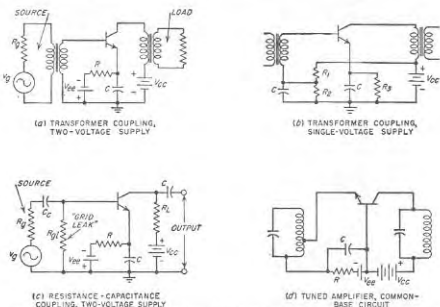 SOURCE
LOAD
Rg
Vg
R
Vee
C
Vcc
(a) TRANSFORMER COUPLING,
TWO-VOLTAGE SUPPLY
R1
C
R2
C
R3
Vcc
(b) TRANSFORMER COUPLING,
SINGLE-VOLTAGE SUPPLY
SOURCE
Cc
Cc
Rg
"GRID
LEAK"
RL
OUTPUT
Rgl
R
Vg
Vee
C
Vcc
(c) RESISTANCE-CAPACITANCE
COUPLING, TWO-VOLTAGE SUPPLY
C
R
Vee
Vcc
(d) TUNED AMPLIFIER, COMMON-
BASE CIRCUIT